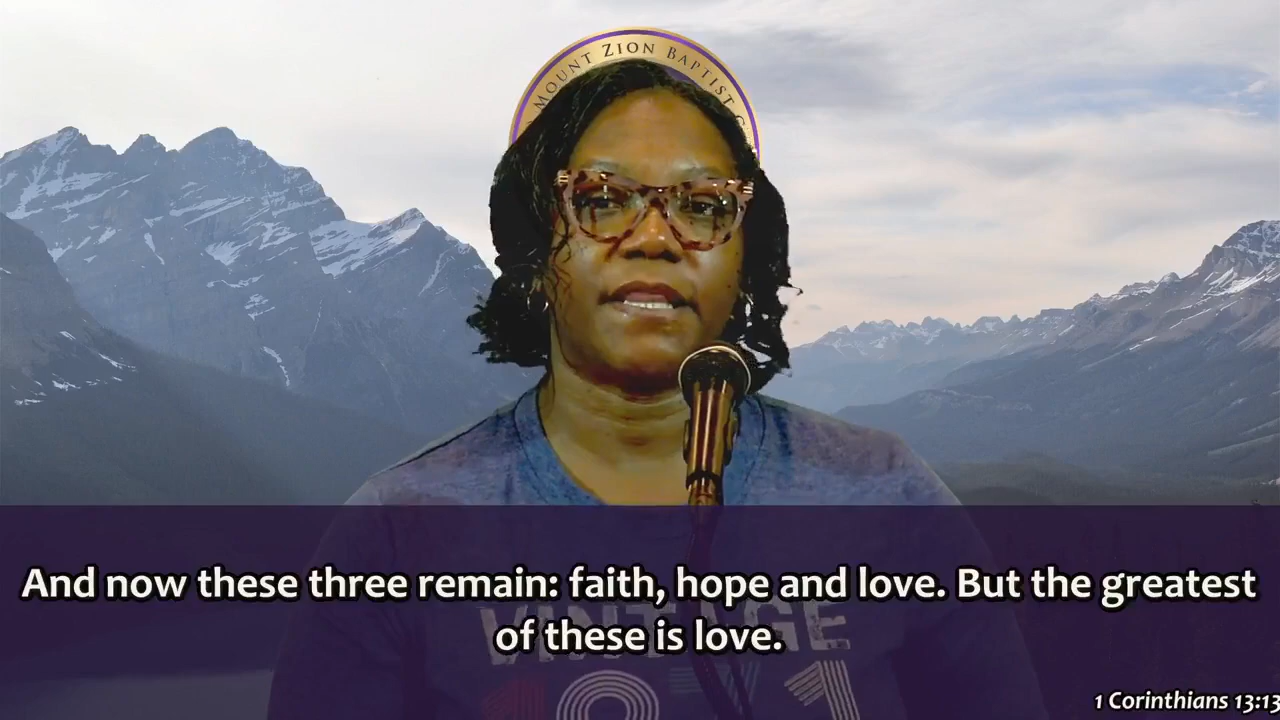 MOUNT ZION BAPTIST
And now these three remain: faith, hope and love. But the greatest
of these is love.
VINTAGE
1 Corinthians 13:13